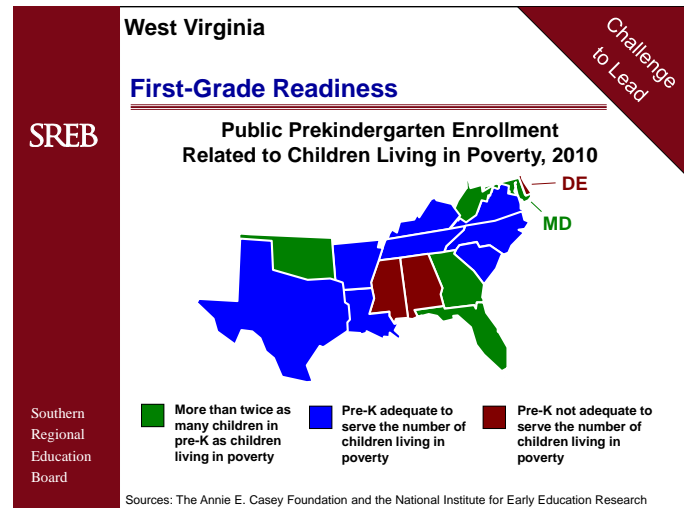 West Virginia
Challenge
to Lead
First-Grade Readiness
SREB
Public Prekindergarten Enrollment
Related to Children Living in Poverty, 2010
DE
MD
More than twice as
many children in
pre-K as children
living in poverty
Pre-K adequate to
serve the number of
children living in
poverty
Pre-K not adequate to
serve the number of
children living in
poverty
Southern
Regional
Education
Board
Sources: The Annie E. Casey Foundation and the National Institute for Early Education Research